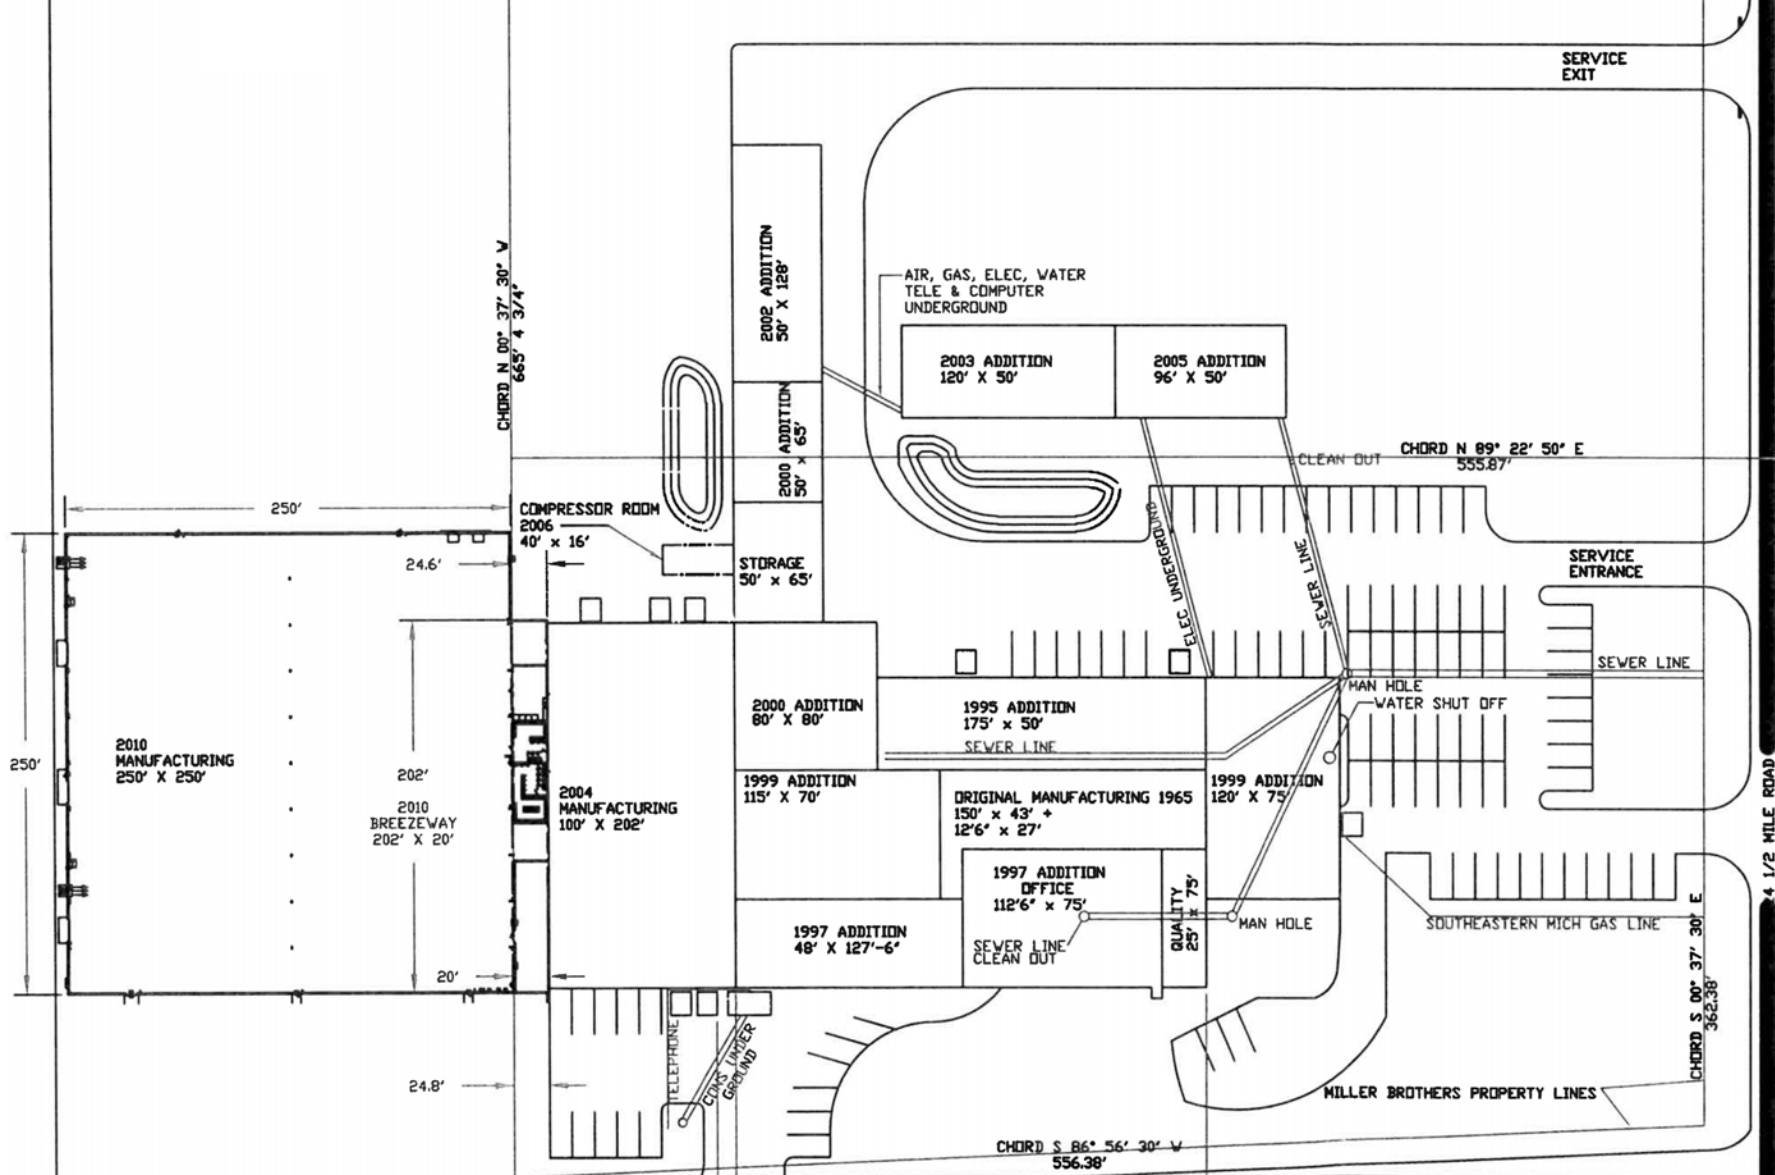 SERVICE
EXIT
CHORD N 00° 37' 30" W
665' 4 3/4"
2002 ADDITION
50' X 128'
AIR, GAS, ELEC, WATER
TELE & COMPUTER
UNDERGROUND
2003 ADDITION
120' X 50'
2005 ADDITION
96' X 50'
2000 ADDITION
50' x 65'
CHORD N 89° 22' 50" E
555.87'
CLEAN OUT
250'
COMPRESSOR ROOM
2006
40' x 16'
24.6'
STORAGE
50' x 65'
ELEC UNDERGROUND
SEWER LINE
SERVICE
ENTRANCE
SEWER LINE
MAN HOLE
WATER SHUT OFF
2000 ADDITION
80' X 80'
1995 ADDITION
175' x 50'
SEWER LINE
250'
2010
MANUFACTURING
250' X 250'
202'
2010
BREEZEWAY
202' X 20'
2004
MANUFACTURING
100' X 202'
1999 ADDITION
115' X 70'
ORIGINAL MANUFACTURING 1965
150' x 43' +
12'6" x 27'
1999 ADDITION
120' X 75'
24 1/2 MILE ROAD
1997 ADDITION
OFFICE
112'6" x 75'
QUALITY
25' x 75'
1997 ADDITION
48' X 127'-6"
SEWER LINE
CLEAN OUT
MAN HOLE
SOUTHEASTERN MICH GAS LINE
CHORD S 00° 37' 30" E
362.38'
20'
24.8'
TELEPHONE
CONS UNDER
GROUND
MILLER BROTHERS PROPERTY LINES
CHORD S 86° 56' 30" W
556.38'